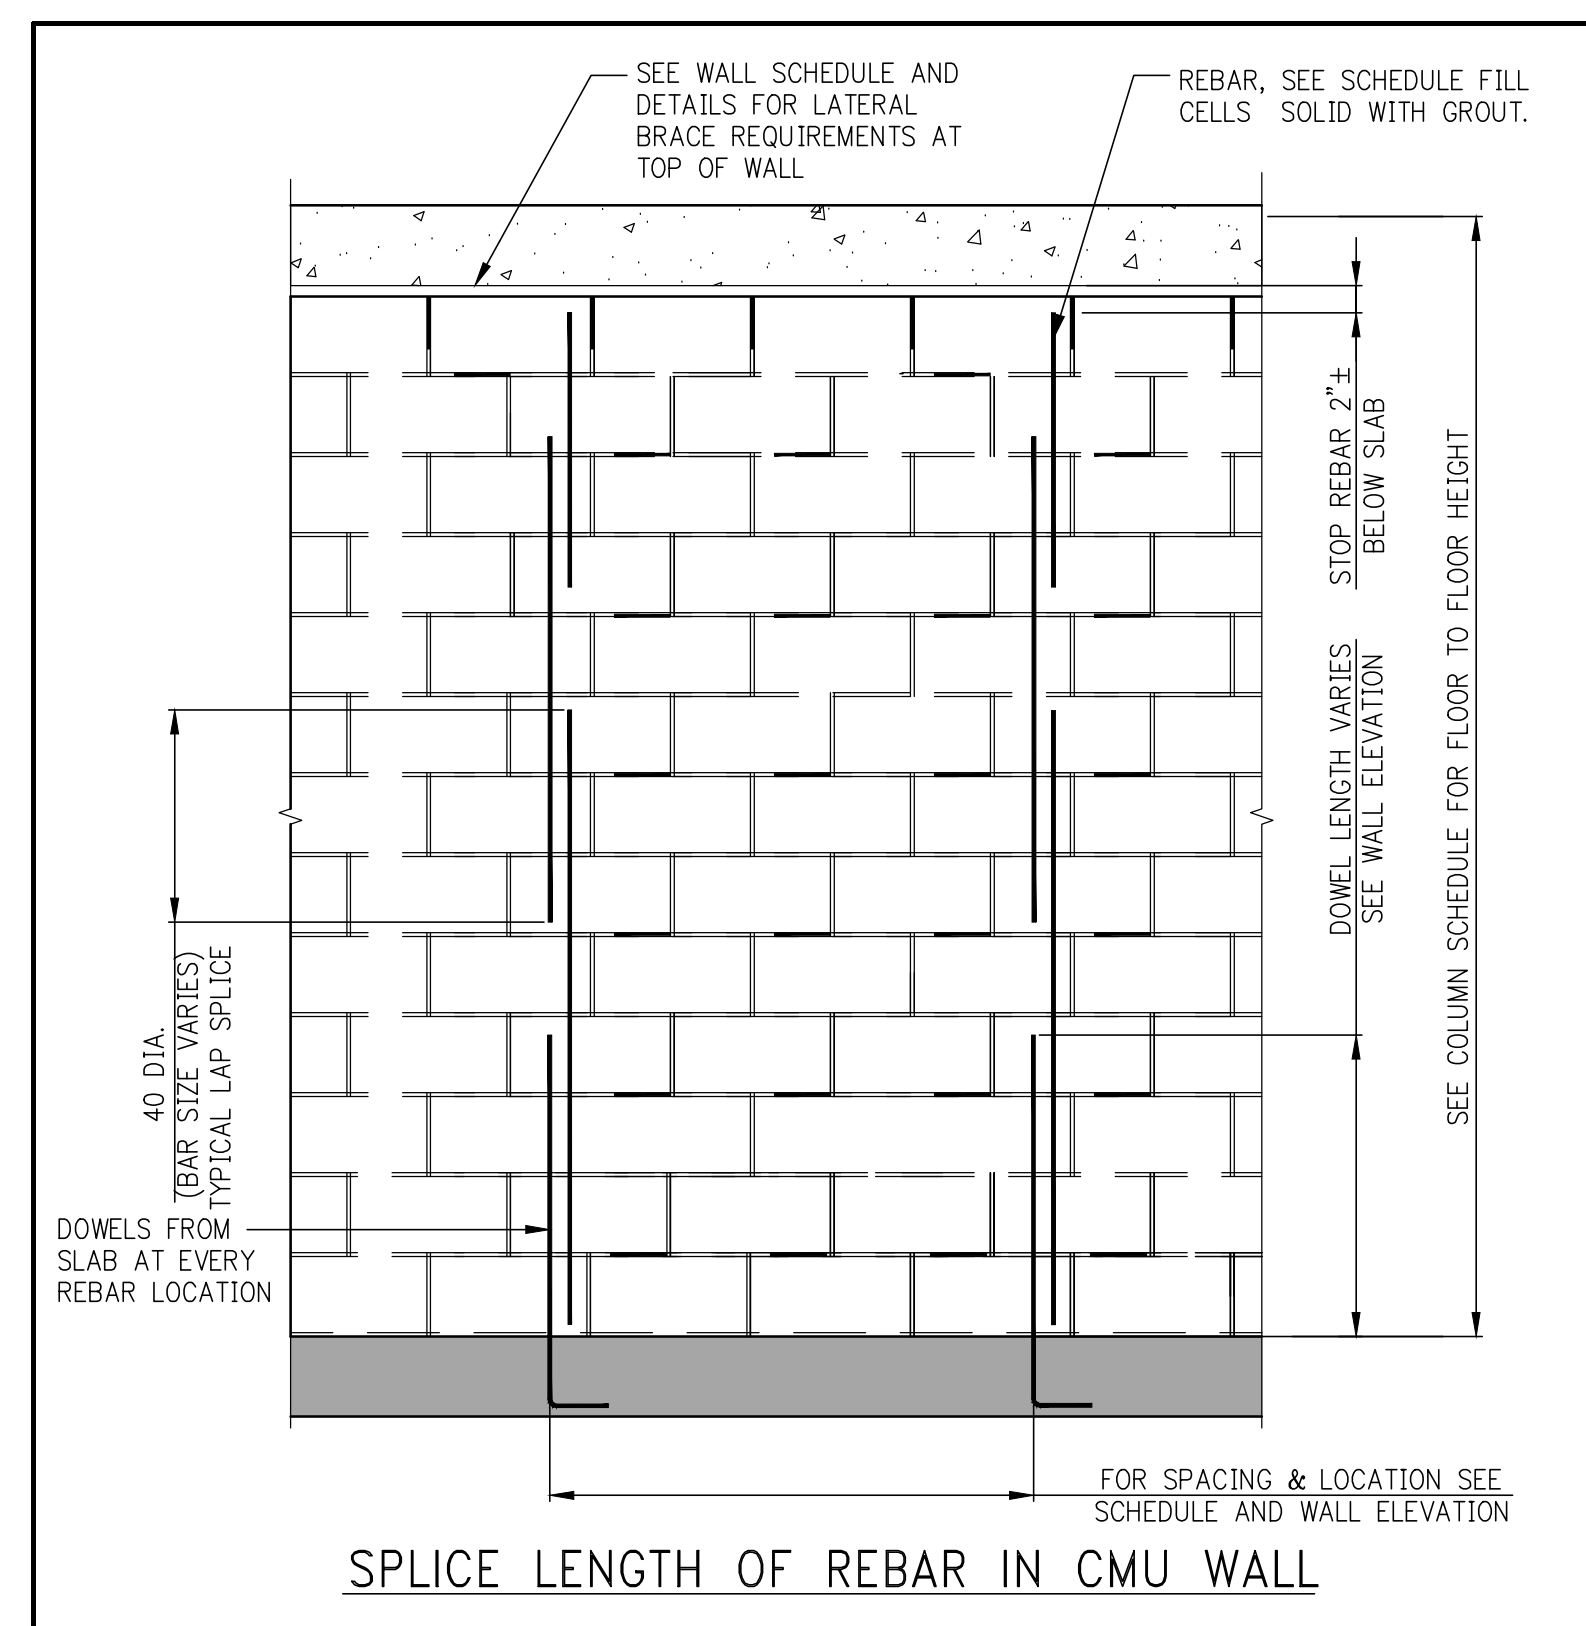 SEE WALL SCHEDULE AND
DETAILS FOR LATERAL
BRACE REQUIREMENTS AT
TOP OF WALL
REBAR, SEE SCHEDULE FILL
CELLS SOLID WITH GROUT.
STOP REBAR 2"±
BELOW SLAB
DOWEL LENGTH VARIES
SEE WALL ELEVATION
SEE COLUMN SCHEDULE FOR FLOOR TO FLOOR HEIGHT
40 DIA.
(BAR SIZE VARIES)
TYPICAL LAP SPLICE
DOWELS FROM
SLAB AT EVERY
REBAR LOCATION
FOR SPACING & LOCATION SEE
SCHEDULE AND WALL ELEVATION
SPLICE LENGTH OF REBAR IN CMU WALL